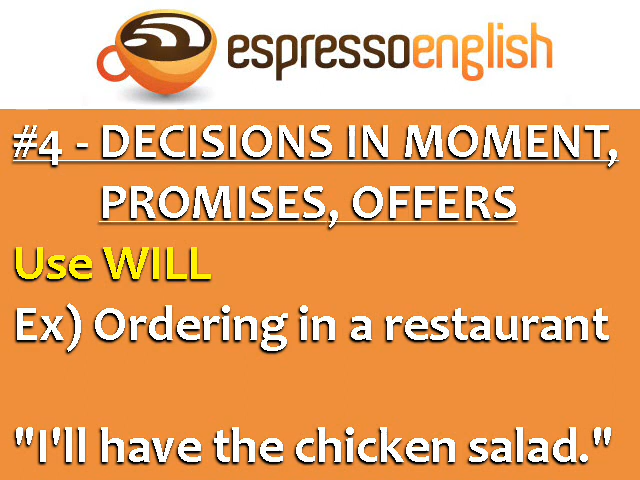 espressoenglish
#4 - DECISIONS IN MOMENT,
PROMISES, OFFERS
Use WILL
Ex) Ordering in a restaurant
"I'll have the chicken salad."